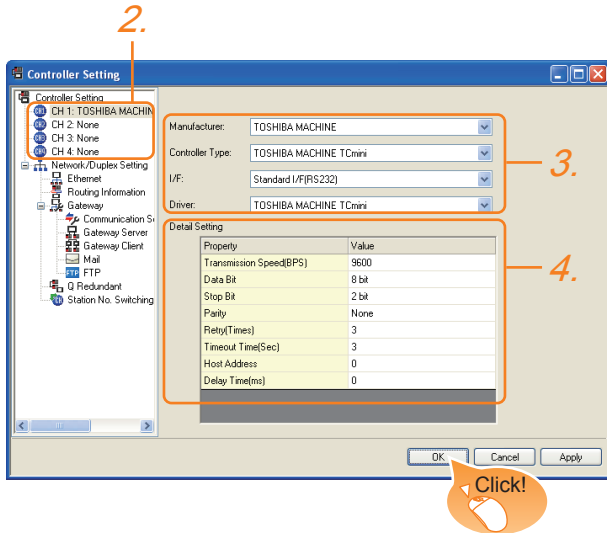 2.
Controller Setting
Controller Setting
CH 1: TOSHIBA MACHIN
CH 2: None
CH 3: None
CH 4: None
Network/Duplex Setting
Ethernet
Routing Information
Gateway
Communication S
Gateway Server
Gateway Client
Mail
FTP FTP
Q Redundant
Station No. Switching
Manufacturer: TOSHIBA MACHINE
Controller Type: TOSHIBA MACHINE TCmini
I/F: Standard I/F(RS232)
Driver: TOSHIBA MACHINE TCmini
3.
Detail Setting
Property Value
Transmission Speed(BPS) 9600
Data Bit 8 bit
Stop Bit 2 bit
Parity None
Retry(Times) 3
Timeout Time(Sec) 3
Host Address 0
Delay Time(ms) 0
4.
OK Cancel Apply
Click!